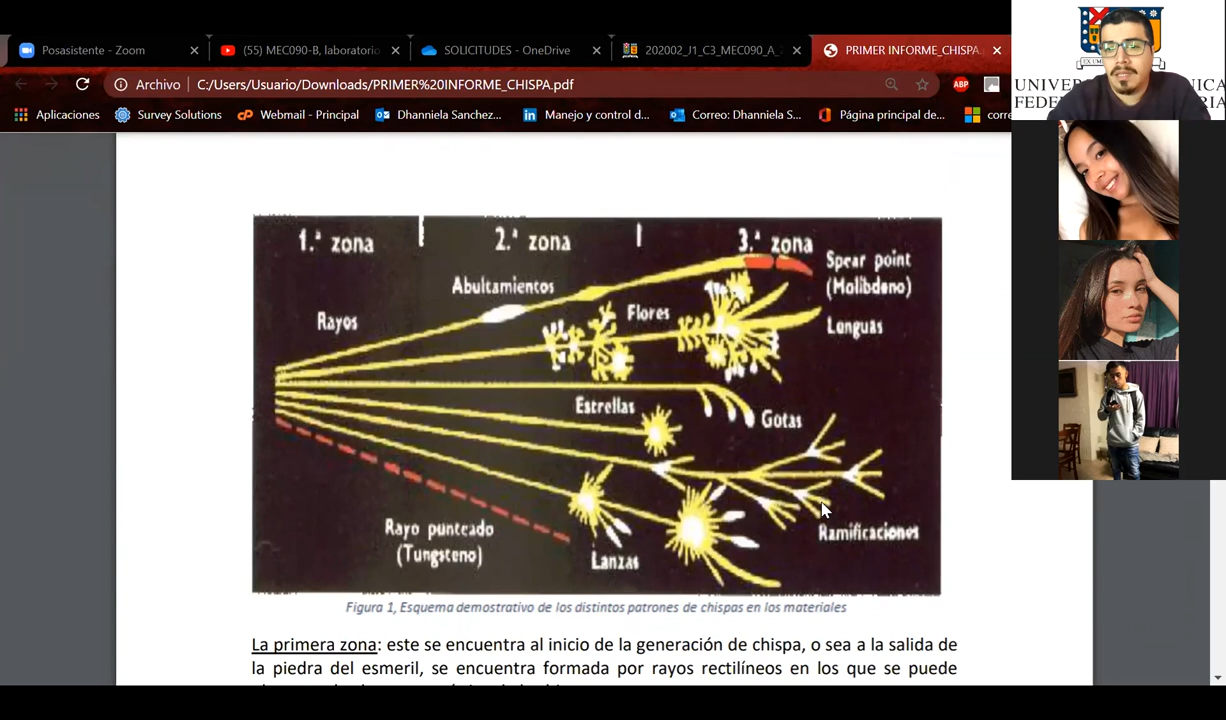 Posasistente - Zoom
(55) MEC090-B, laboratorio
SOLICITUDES - OneDrive
202002_J1_C3_MEC090_A_
PRIMER INFORME_CHISPA.
Archivo
C:/Users/Usuario/Downloads/PRIMER%20INFORME_CHISPA.pdf
ABP
Aplicaciones
Survey Solutions
Webmail - Principal
Dhanniela Sanchez...
Manejo y control d...
Correo: Dhanniela S...
Página principal de...
corre
1.ª zona
2.ª zona
3.ª zona
Spear point
(Molibdeno)
Abultamientos
Flores
Rayos
Lenguas
Estrellas
Gotas
Rayo punteado
(Tungsteno)
Lanzas
Ramificaciones
Figura 1, Esquema demostrativo de los distintos patrones de chispas en los materiales
La primera zona: este se encuentra al inicio de la generación de chispa, o sea a la salida de
la piedra del esmeril, se encuentra formada por rayos rectilíneos en los que se puede